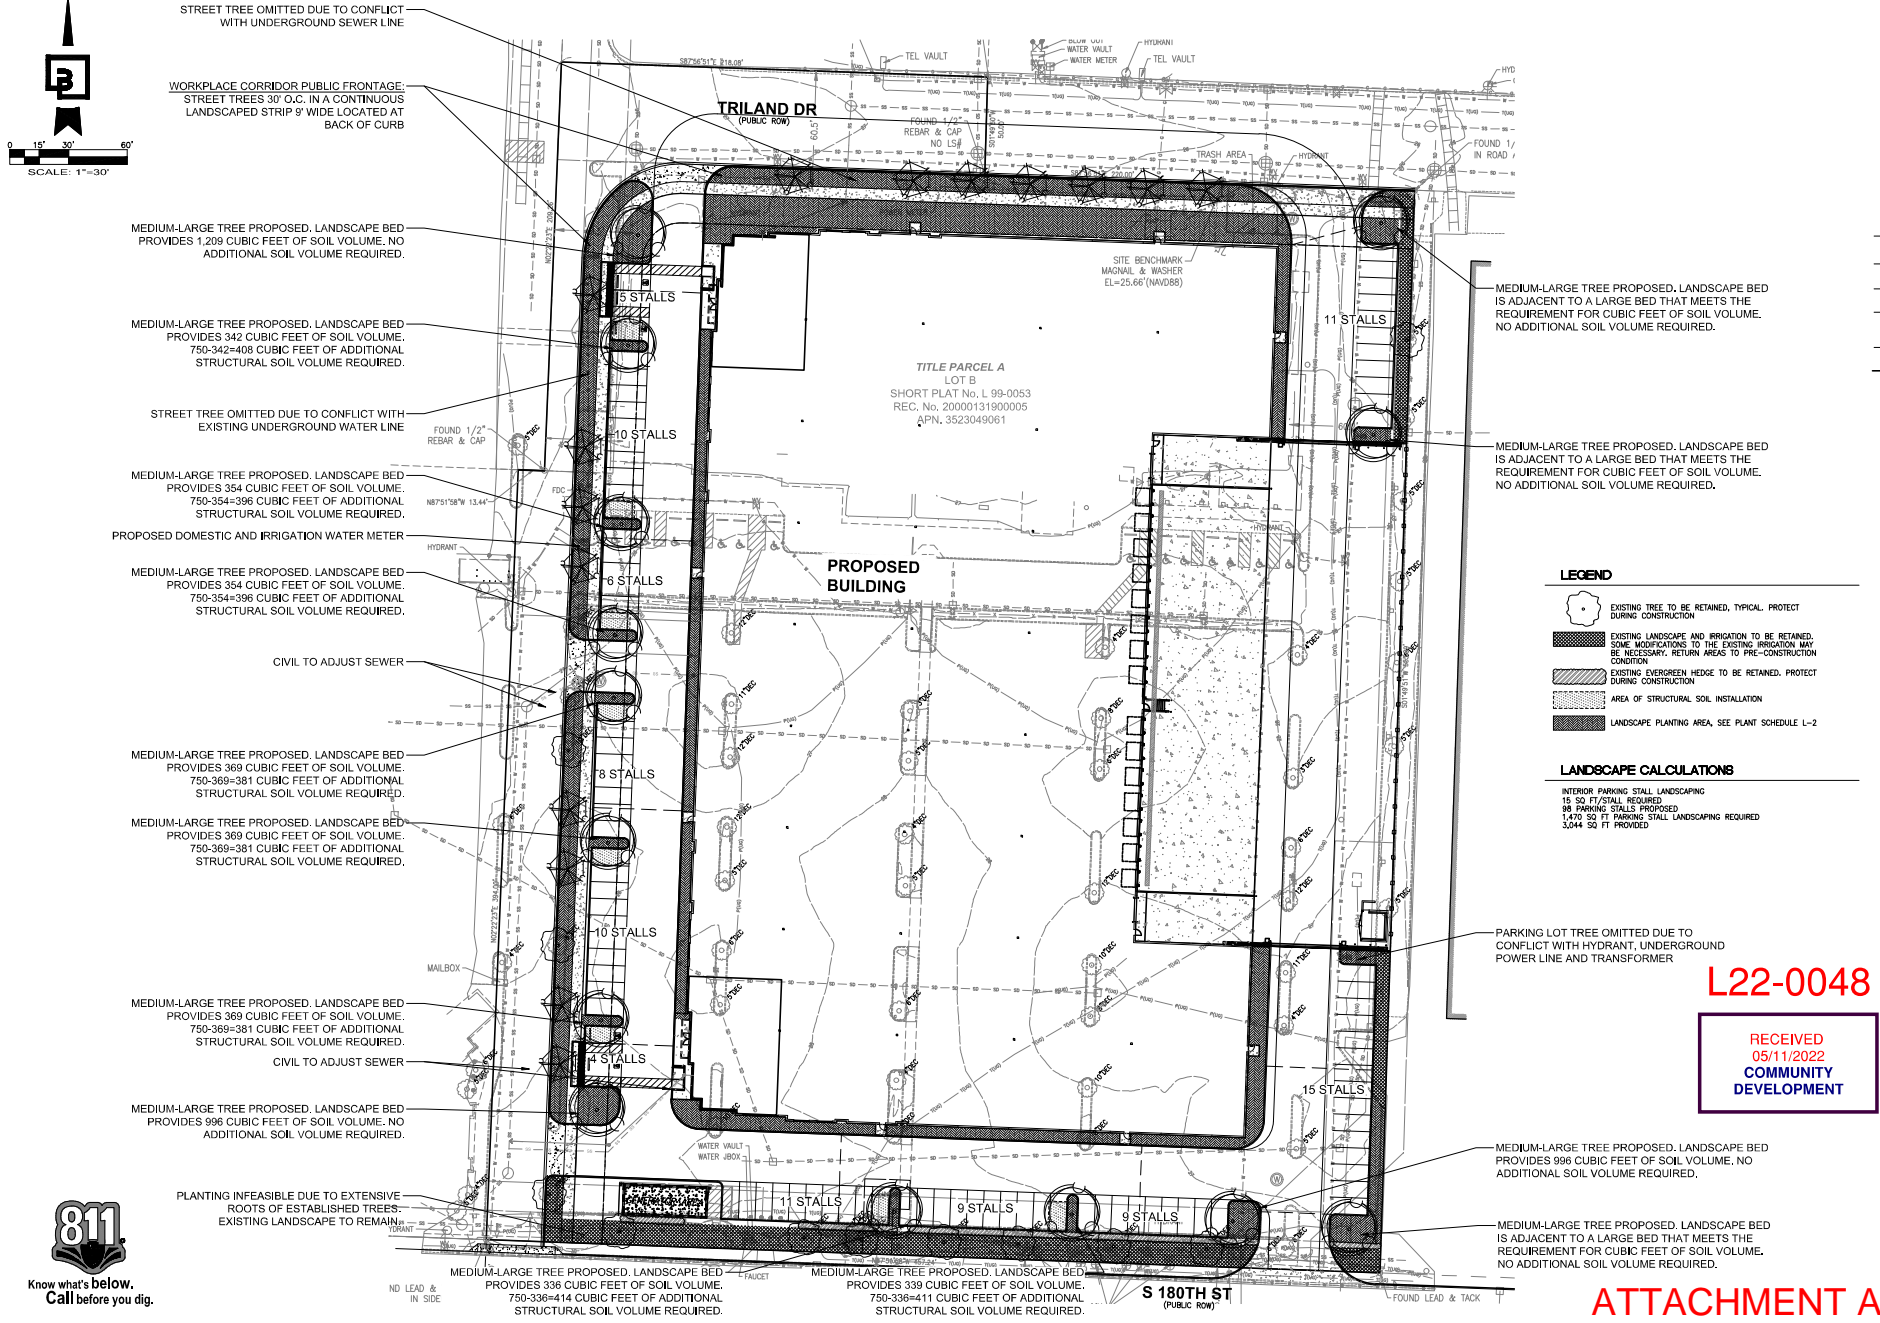 STREET TREE OMITTED DUE TO CONFLICT
WITH UNDERGROUND SEWER LINE
WORKPLACE CORRIDOR PUBLIC FRONTAGE:
STREET TREES 30' O.C. IN A CONTINUOUS
LANDSCAPED STRIP 9' WIDE LOCATED AT
BACK OF CURB
0 15' 30' 60'
SCALE: 1"=30'
MEDIUM-LARGE TREE PROPOSED. LANDSCAPE BED
PROVIDES 1,209 CUBIC FEET OF SOIL VOLUME. NO
ADDITIONAL SOIL VOLUME REQUIRED.
MEDIUM-LARGE TREE PROPOSED. LANDSCAPE BED
PROVIDES 342 CUBIC FEET OF SOIL VOLUME.
750-342=408 CUBIC FEET OF ADDITIONAL
STRUCTURAL SOIL VOLUME REQUIRED.
STREET TREE OMITTED DUE TO CONFLICT WITH
EXISTING UNDERGROUND WATER LINE
MEDIUM-LARGE TREE PROPOSED. LANDSCAPE BED
PROVIDES 354 CUBIC FEET OF SOIL VOLUME.
750-354=396 CUBIC FEET OF ADDITIONAL
STRUCTURAL SOIL VOLUME REQUIRED.
PROPOSED DOMESTIC AND IRRIGATION WATER METER
MEDIUM-LARGE TREE PROPOSED. LANDSCAPE BED
PROVIDES 354 CUBIC FEET OF SOIL VOLUME.
750-354=396 CUBIC FEET OF ADDITIONAL
STRUCTURAL SOIL VOLUME REQUIRED.
CIVIL TO ADJUST SEWER
MEDIUM-LARGE TREE PROPOSED. LANDSCAPE BED
PROVIDES 369 CUBIC FEET OF SOIL VOLUME.
750-369=381 CUBIC FEET OF ADDITIONAL
STRUCTURAL SOIL VOLUME REQUIRED.
MEDIUM-LARGE TREE PROPOSED. LANDSCAPE BED
PROVIDES 369 CUBIC FEET OF SOIL VOLUME.
750-369=381 CUBIC FEET OF ADDITIONAL
STRUCTURAL SOIL VOLUME REQUIRED.
MEDIUM-LARGE TREE PROPOSED. LANDSCAPE BED
PROVIDES 369 CUBIC FEET OF SOIL VOLUME.
750-369=381 CUBIC FEET OF ADDITIONAL
STRUCTURAL SOIL VOLUME REQUIRED.
CIVIL TO ADJUST SEWER
MEDIUM-LARGE TREE PROPOSED. LANDSCAPE BED
PROVIDES 996 CUBIC FEET OF SOIL VOLUME. NO
ADDITIONAL SOIL VOLUME REQUIRED.
PLANTING INFEASIBLE DUE TO EXTENSIVE
ROOTS OF ESTABLISHED TREES.
EXISTING LANDSCAPE TO REMAIN.
811
Know what's below.
Call before you dig.
TEL VAULT
WATER VAULT
WATER METER
HYDRANT
TEL VAULT
TRILAND DR
(PUBLIC ROW)
60.5'
FOUND 1/2"
REBAR & CAP
NO LS#
TRASH AREA
HYDRANT
SITE BENCHMARK
MAGNAIL & WASHER
EL=25.66'(NAVD88)
TITLE PARCEL A
LOT B
SHORT PLAT No. L 99-0053
REC. No. 20000131900005
APN. 3523049061
5 STALLS
10 STALLS
FOUND 1/2"
REBAR & CAP
FDC
N87°51'58"W 13.44'
HYDRANT
6 STALLS
PROPOSED
BUILDING
HYDRANT
8 STALLS
10 STALLS
MAILBOX
4 STALLS
11 STALLS
15 STALLS
WATER VAULT
WATER JBOX
11 STALLS
9 STALLS
9 STALLS
FAUCET
MEDIUM-LARGE TREE PROPOSED. LANDSCAPE BED
PROVIDES 336 CUBIC FEET OF SOIL VOLUME.
750-336=414 CUBIC FEET OF ADDITIONAL
STRUCTURAL SOIL VOLUME REQUIRED.
MEDIUM-LARGE TREE PROPOSED. LANDSCAPE BED
PROVIDES 339 CUBIC FEET OF SOIL VOLUME.
750-336=411 CUBIC FEET OF ADDITIONAL
STRUCTURAL SOIL VOLUME REQUIRED.
S 180TH ST
(PUBLIC ROW)
FOUND LEAD & TACK
MEDIUM-LARGE TREE PROPOSED. LANDSCAPE BED
IS ADJACENT TO A LARGE BED THAT MEETS THE
REQUIREMENT FOR CUBIC FEET OF SOIL VOLUME.
NO ADDITIONAL SOIL VOLUME REQUIRED.
MEDIUM-LARGE TREE PROPOSED. LANDSCAPE BED
IS ADJACENT TO A LARGE BED THAT MEETS THE
REQUIREMENT FOR CUBIC FEET OF SOIL VOLUME.
NO ADDITIONAL SOIL VOLUME REQUIRED.
LEGEND
EXISTING TREE TO BE RETAINED, TYPICAL. PROTECT
DURING CONSTRUCTION
EXISTING LANDSCAPE AND IRRIGATION TO BE RETAINED.
SOME MODIFICATIONS TO THE EXISTING IRRIGATION MAY
BE NECESSARY. RETURN AREAS TO PRE-CONSTRUCTION
CONDITION
EXISTING EVERGREEN HEDGE TO BE RETAINED. PROTECT
DURING CONSTRUCTION
AREA OF STRUCTURAL SOIL INSTALLATION
LANDSCAPE PLANTING AREA, SEE PLANT SCHEDULE L-2
LANDSCAPE CALCULATIONS
INTERIOR PARKING STALL LANDSCAPING
15 SQ FT/STALL REQUIRED
98 PARKING STALLS PROPOSED
1,470 SQ FT PARKING STALL LANDSCAPING REQUIRED
3,044 SQ FT PROVIDED
PARKING LOT TREE OMITTED DUE TO
CONFLICT WITH HYDRANT, UNDERGROUND
POWER LINE AND TRANSFORMER
L22-0048
RECEIVED
05/11/2022
COMMUNITY
DEVELOPMENT
MEDIUM-LARGE TREE PROPOSED. LANDSCAPE BED
PROVIDES 996 CUBIC FEET OF SOIL VOLUME. NO
ADDITIONAL SOIL VOLUME REQUIRED.
MEDIUM-LARGE TREE PROPOSED. LANDSCAPE BED
IS ADJACENT TO A LARGE BED THAT MEETS THE
REQUIREMENT FOR CUBIC FEET OF SOIL VOLUME.
NO ADDITIONAL SOIL VOLUME REQUIRED.
ATTACHMENT A